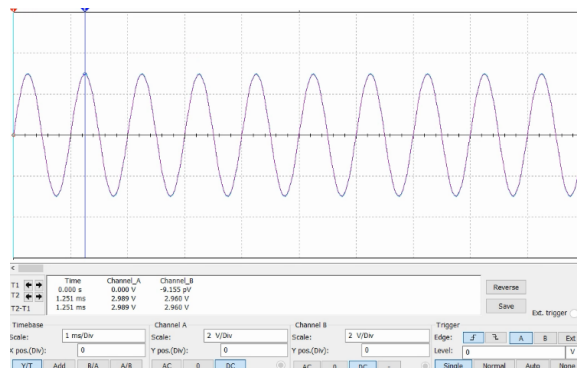 <
Time Channel_A Channel_B
T1 0.000 s 0.000 V -9.155 pV
T2 1.251 ms 2.989 V 2.960 V
T2-T1 1.251 ms 2.989 V 2.960 V
Reverse
Save
Ext. trigger
Timebase Channel A Channel B Trigger
Scale: 1 ms/Div Scale: 2 V/Div Scale: 2 V/Div Edge: A B Ext
X pos.(Div): 0 Y pos.(Div): 0 Y pos.(Div): 0 Level: 0 V
Y/T Add B/A A/B AC 0 DC AC 0 DC - Single Normal Auto None